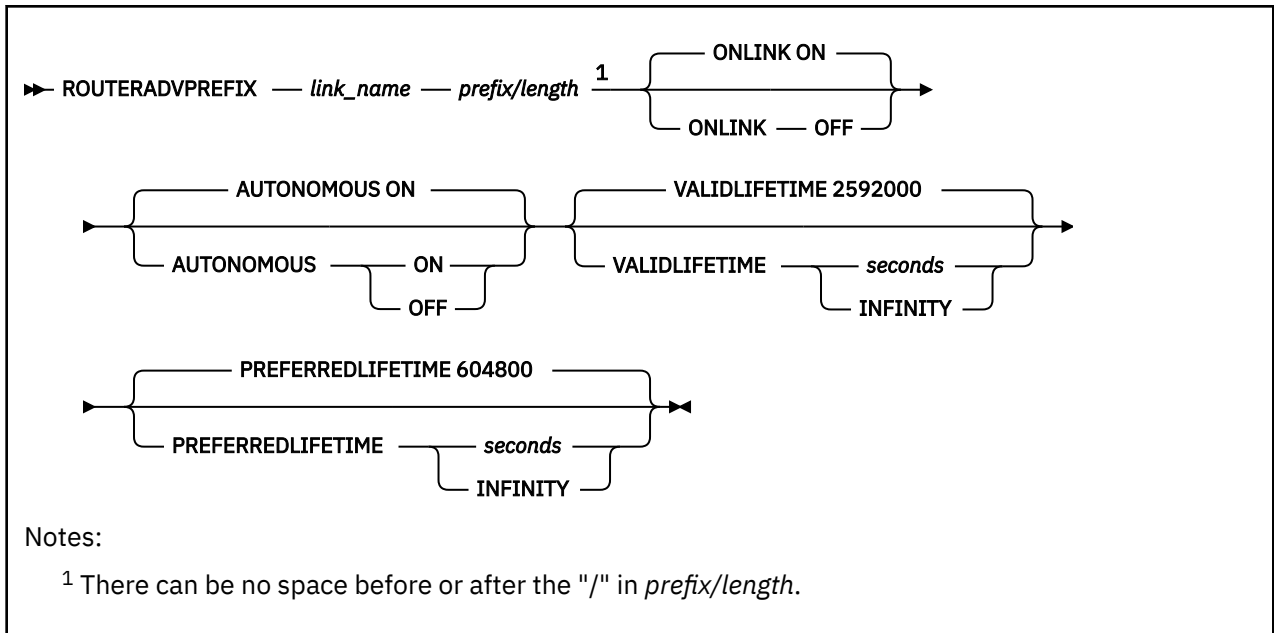 ONLINK ON
ROUTERADVPREFIX link_name prefix/length 1
ONLINK OFF
AUTONOMOUS ON VALIDLIFETIME 2592000
AUTONOMOUS ON VALIDLIFETIME seconds
OFF INFINITY
PREFERREDLIFETIME 604800
PREFERREDLIFETIME seconds
INFINITY
Notes:
1 There can be no space before or after the "/" in prefix/length.